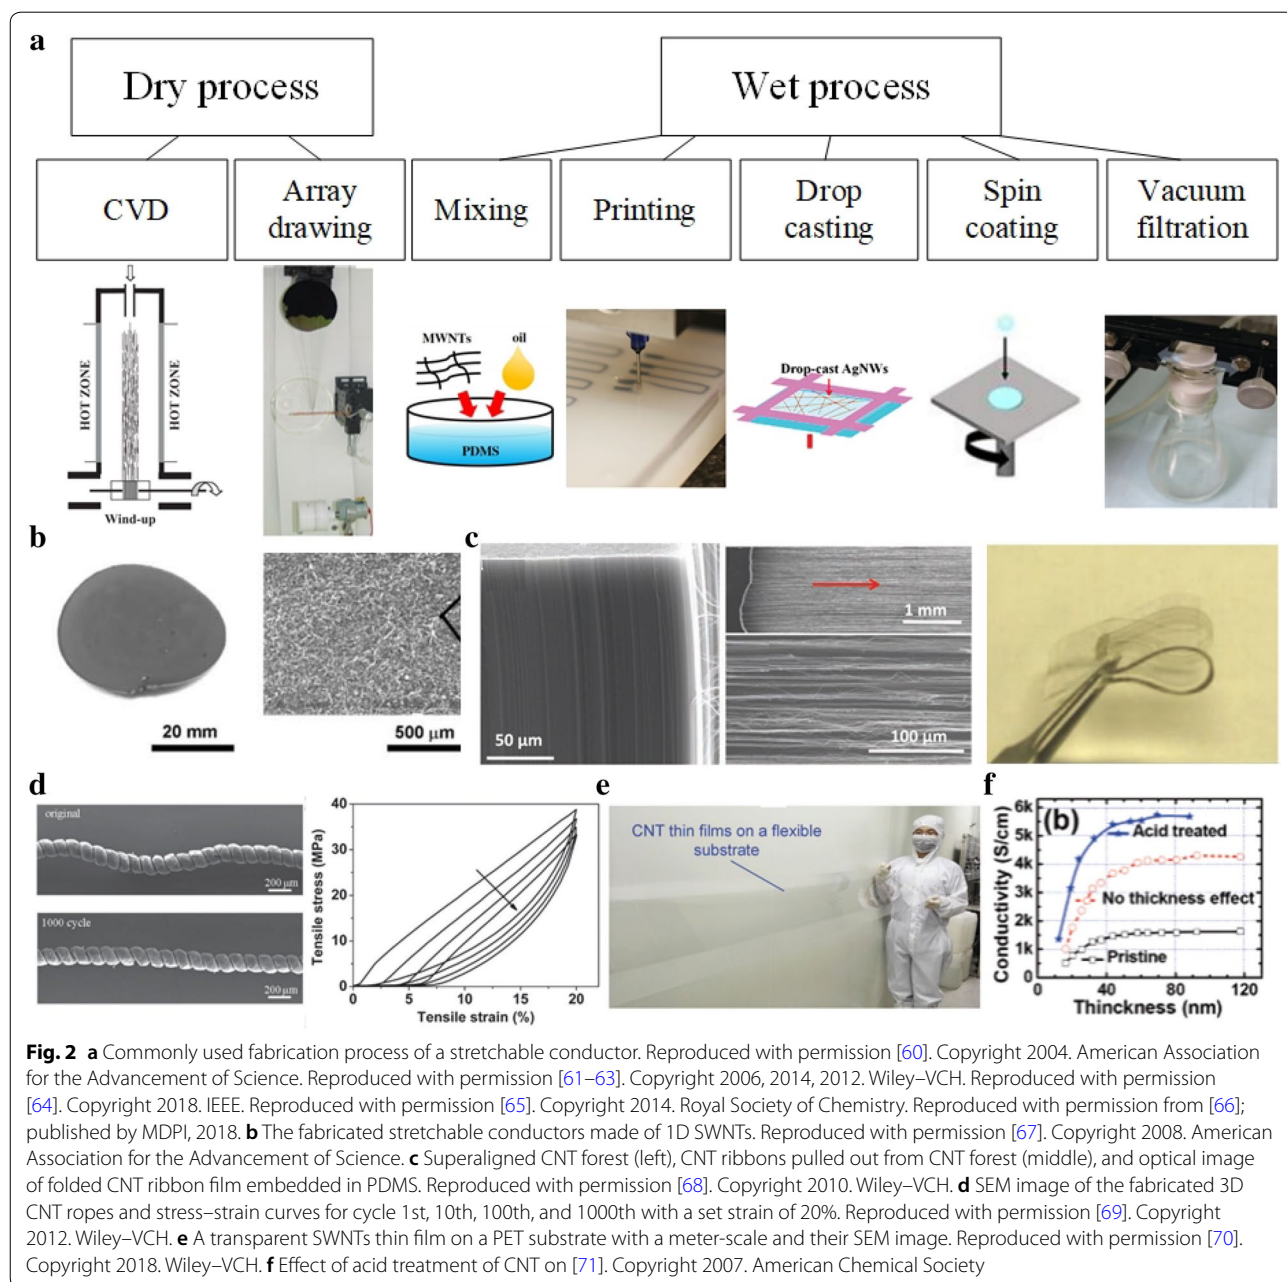 a
Dry process
Wet process
CVD
Array
drawing
Mixing
Printing
Drop
casting
Spin
coating
Vacuum
filtration
HOT ZONE
HOT ZONE
Wind-up
MWNTs
oil
PDMS
Drop-cast AgNWs
b
20 mm
500 μm
c
50 μm
1 mm
100 μm
d
original
200 μm
1000 cycle
200 μm
Tensile stress (MPa)
40
30
20
10
0
0
5
10
15
20
Tensile strain (%)
e
CNT thin films on a flexible
substrate
f
(b)
Conductivity (S/cm)
6k
5k
4k
3k
2k
1k
0
Acid treated
No thickness effect
Pristine
0
40
80
120
Thinckness (nm)
Fig. 2 a Commonly used fabrication process of a stretchable conductor. Reproduced with permission [60]. Copyright 2004. American Association
for the Advancement of Science. Reproduced with permission [61–63]. Copyright 2006, 2014, 2012. Wiley–VCH. Reproduced with permission
[64]. Copyright 2018. IEEE. Reproduced with permission [65]. Copyright 2014. Royal Society of Chemistry. Reproduced with permission from [66];
published by MDPI, 2018. b The fabricated stretchable conductors made of 1D SWNTs. Reproduced with permission [67]. Copyright 2008. American
Association for the Advancement of Science. c Superaligned CNT forest (left), CNT ribbons pulled out from CNT forest (middle), and optical image
of folded CNT ribbon film embedded in PDMS. Reproduced with permission [68]. Copyright 2010. Wiley–VCH. d SEM image of the fabricated 3D
CNT ropes and stress–strain curves for cycle 1st, 10th, 100th, and 1000th with a set strain of 20%. Reproduced with permission [69]. Copyright
2012. Wiley–VCH. e A transparent SWNTs thin film on a PET substrate with a meter-scale and their SEM image. Reproduced with permission [70].
Copyright 2018. Wiley–VCH. f Effect of acid treatment of CNT on [71]. Copyright 2007. American Chemical Society